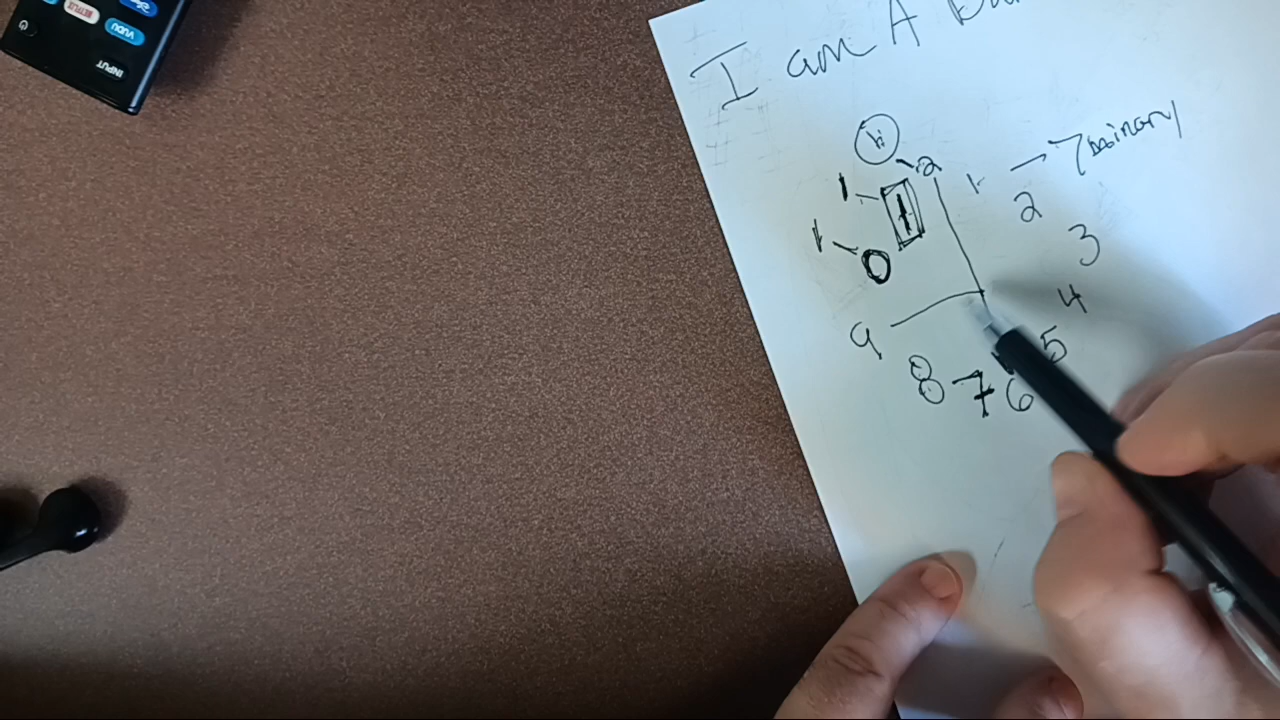 I am A
hi
2 1 → 7 binary
1 1 2
1 0 3
4
9 5
8 7 6
NETFLIX
VUDU
INPUT